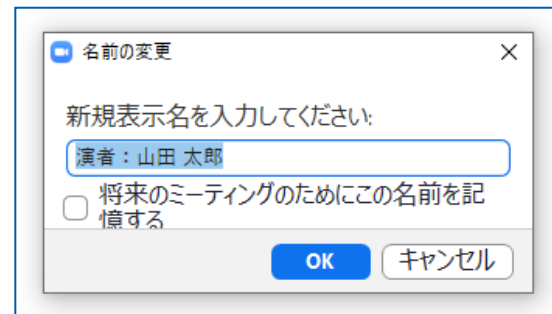 名前の変更
新規表示名を入力してください:
演者：山田 太郎
将来のミーティングのためにこの名前を記
憶する
OK キャンセル